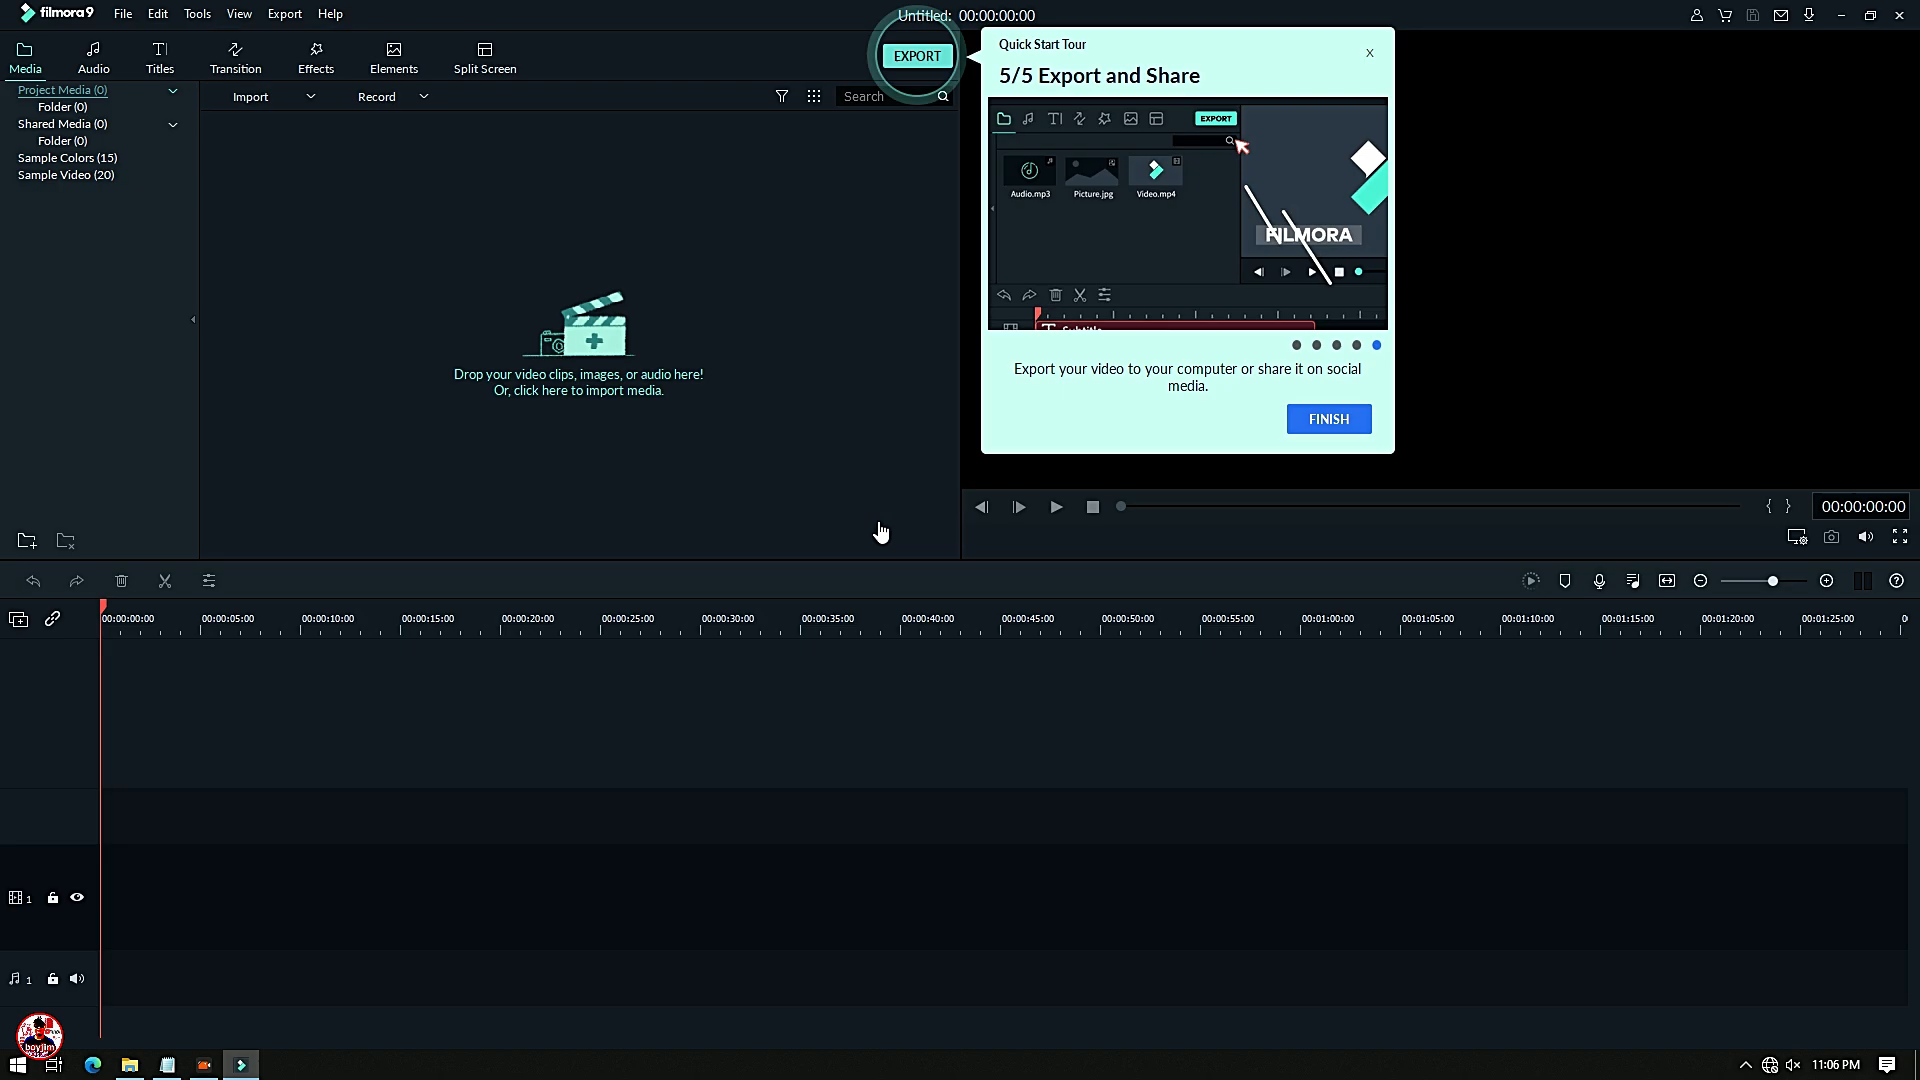 filmora9
File Edit Tools View Export Help
Untitled: 00:00:00:00
Media
Audio
Titles
Transition
Effects
Elements
Split Screen
EXPORT
Project Media (0)
Folder (0)
Shared Media (0)
Folder (0)
Sample Colors (15)
Sample Video (20)
Import
Record
Search
Drop your video clips, images, or audio here!
Or, click here to import media.
Quick Start Tour
X
5/5 Export and Share
EXPORT
Audio.mp3
Picture.jpg
Video.mp4
FILMORA
Subtitle
Export your video to your computer or share it on social
media.
FINISH
{ }
00:00:00:00
00:00:00:00 00:00:05:00 00:00:10:00 00:00:15:00 00:00:20:00 00:00:25:00 00:00:30:00 00:00:35:00 00:00:40:00 00:00:45:00 00:00:50:00 00:00:55:00 00:01:00:00 00:01:05:00 00:01:10:00 00:01:15:00 00:01:20:00 00:01:25:00 0
1
1
boyjim
11:06 PM